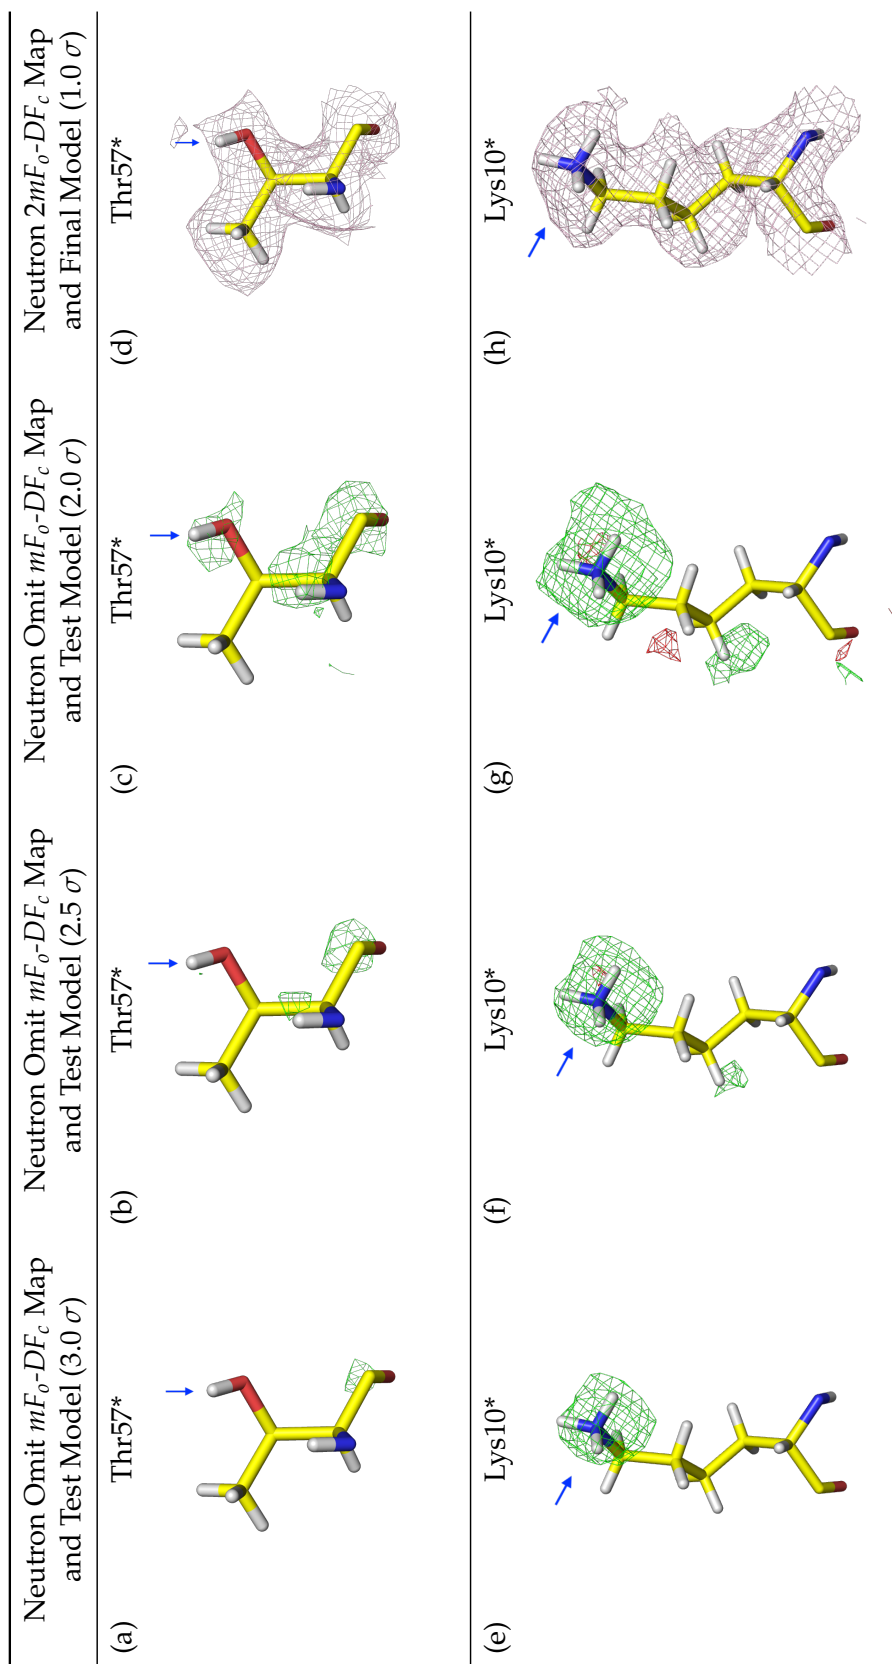 Neutron Omit mFo-DFc Map
and Test Model (3.0 σ)
Neutron Omit mFo-DFc Map
and Test Model (2.5 σ)
Neutron Omit mFo-DFc Map
and Test Model (2.0 σ)
Neutron 2mFo-DFc Map
and Final Model (1.0 σ)
(a)
Thr57*
(b)
Thr57*
(c)
Thr57*
(d)
Thr57*
(e)
Lys10*
(f)
Lys10*
(g)
Lys10*
(h)
Lys10*